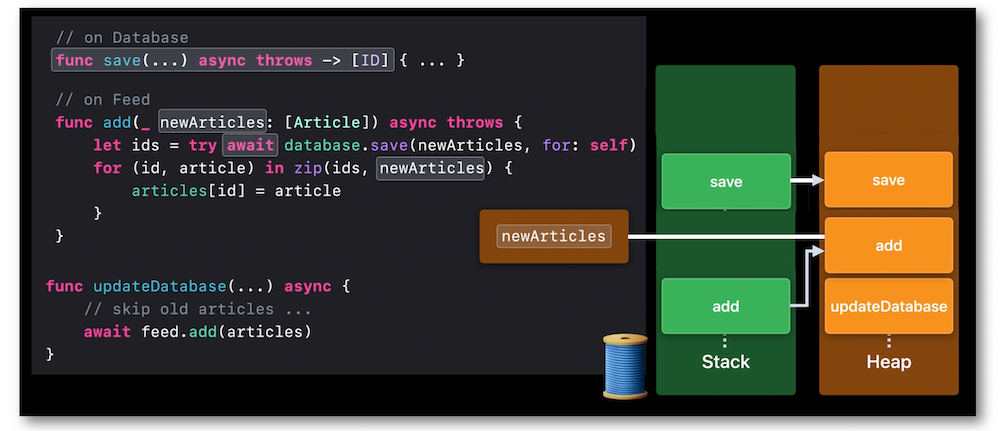 // on Database
func save(...) async throws -> [ID] { ... }
// on Feed
func add(_ newArticles: [Article]) async throws {
let ids = try await database.save(newArticles, for: self)
for (id, article) in zip(ids, newArticles) {
articles[id] = article
}
}
func updateDatabase(...) async {
// skip old articles ...
await feed.add(articles)
}
newArticles
save
add
Stack
save
add
updateDatabase
Heap